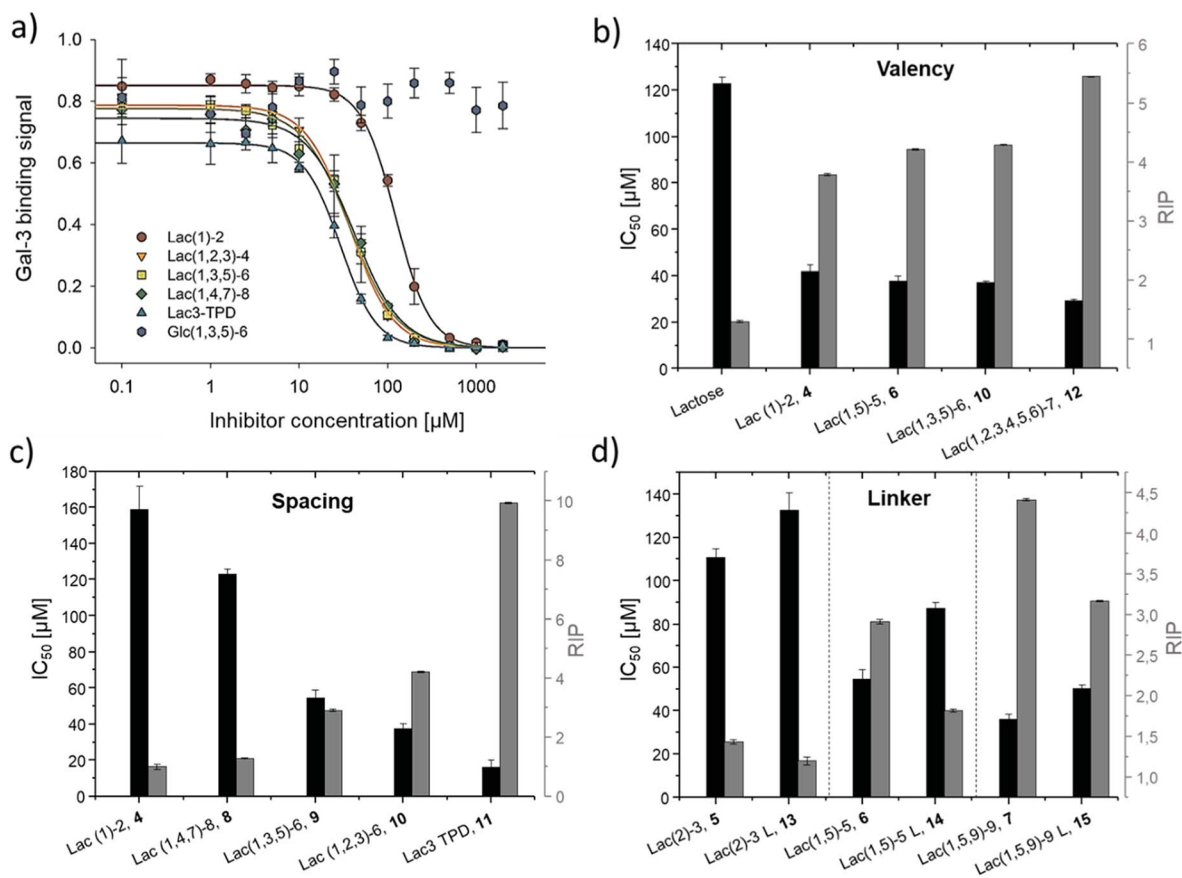 a)
1.0
0.8
0.6
0.4
0.2
0.0
Gal-3 binding signal
Lac(1)-2
Lac(1,2,3)-4
Lac(1,3,5)-6
Lac(1,4,7)-8
Lac3-TPD
Glc(1,3,5)-6
0.1 1 10 100 1000
Inhibitor concentration [µM]
b)
Valency
140
120
100
80
60
40
20
0
IC50 [µM]
6
5
4
3
2
1
RIP
Lactose
Lac (1)-2, 4
Lac(1,5)-5, 6
Lac(1,3,5)-6, 10
Lac(1,2,3,4,5,6)-7, 12
c)
Spacing
180
160
140
120
100
80
60
40
20
0
IC50 [µM]
10
8
6
4
2
0
RIP
Lac (1)-2, 4
Lac (1,4,7)-8, 8
Lac(1,3,5)-6, 9
Lac (1,2,3)-6, 10
Lac3 TPD, 11
d)
Linker
140
120
100
80
60
40
20
0
IC50 [µM]
4,5
4,0
3,5
3,0
2,5
2,0
1,5
1,0
RIP
Lac(2)-3, 5
Lac(2)-3 L, 13
Lac(1,5)-5, 6
Lac(1,5)-5 L, 14
Lac(1,5,9)-9, 7
Lac(1,5,9)-9 L, 15